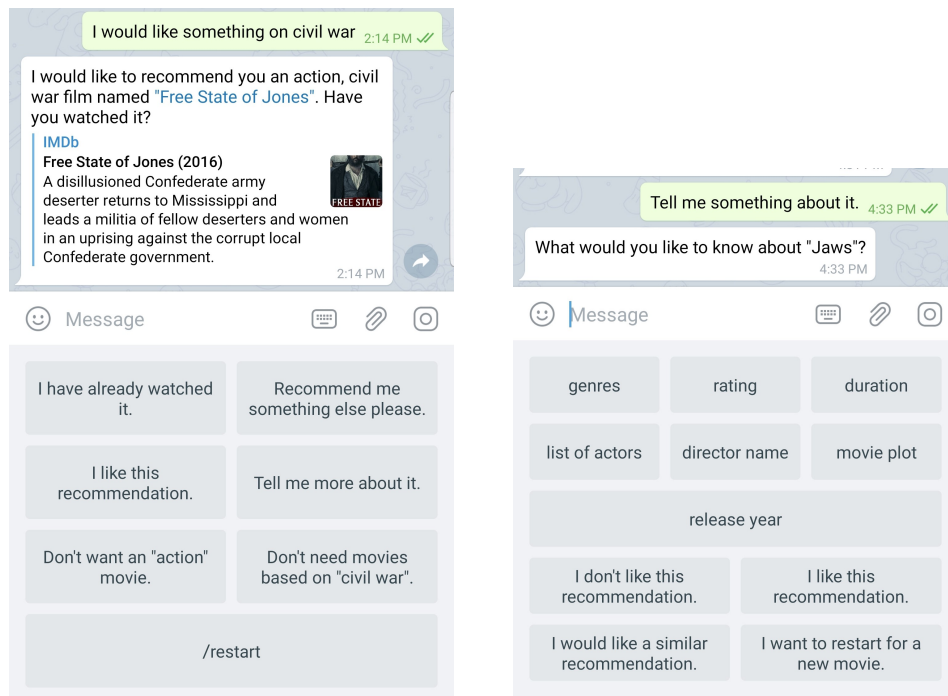 I would like something on civil war 2:14 PM
I would like to recommend you an action, civil
war film named "Free State of Jones". Have
you watched it?
IMDb
Free State of Jones (2016)
A disillusioned Confederate army
deserter returns to Mississippi and
leads a militia of fellow deserters and women
in an uprising against the corrupt local
Confederate government.
FREE STATE
2:14 PM
Message
I have already watched
it.
Recommend me
something else please.
I like this
recommendation.
Tell me more about it.
Don't want an "action"
movie.
Don't need movies
based on "civil war".
/restart
Tell me something about it. 4:33 PM
What would you like to know about "Jaws"?
4:33 PM
Message
genres
rating
duration
list of actors
director name
movie plot
release year
I don't like this
recommendation.
I like this
recommendation.
I would like a similar
recommendation.
I want to restart for a
new movie.